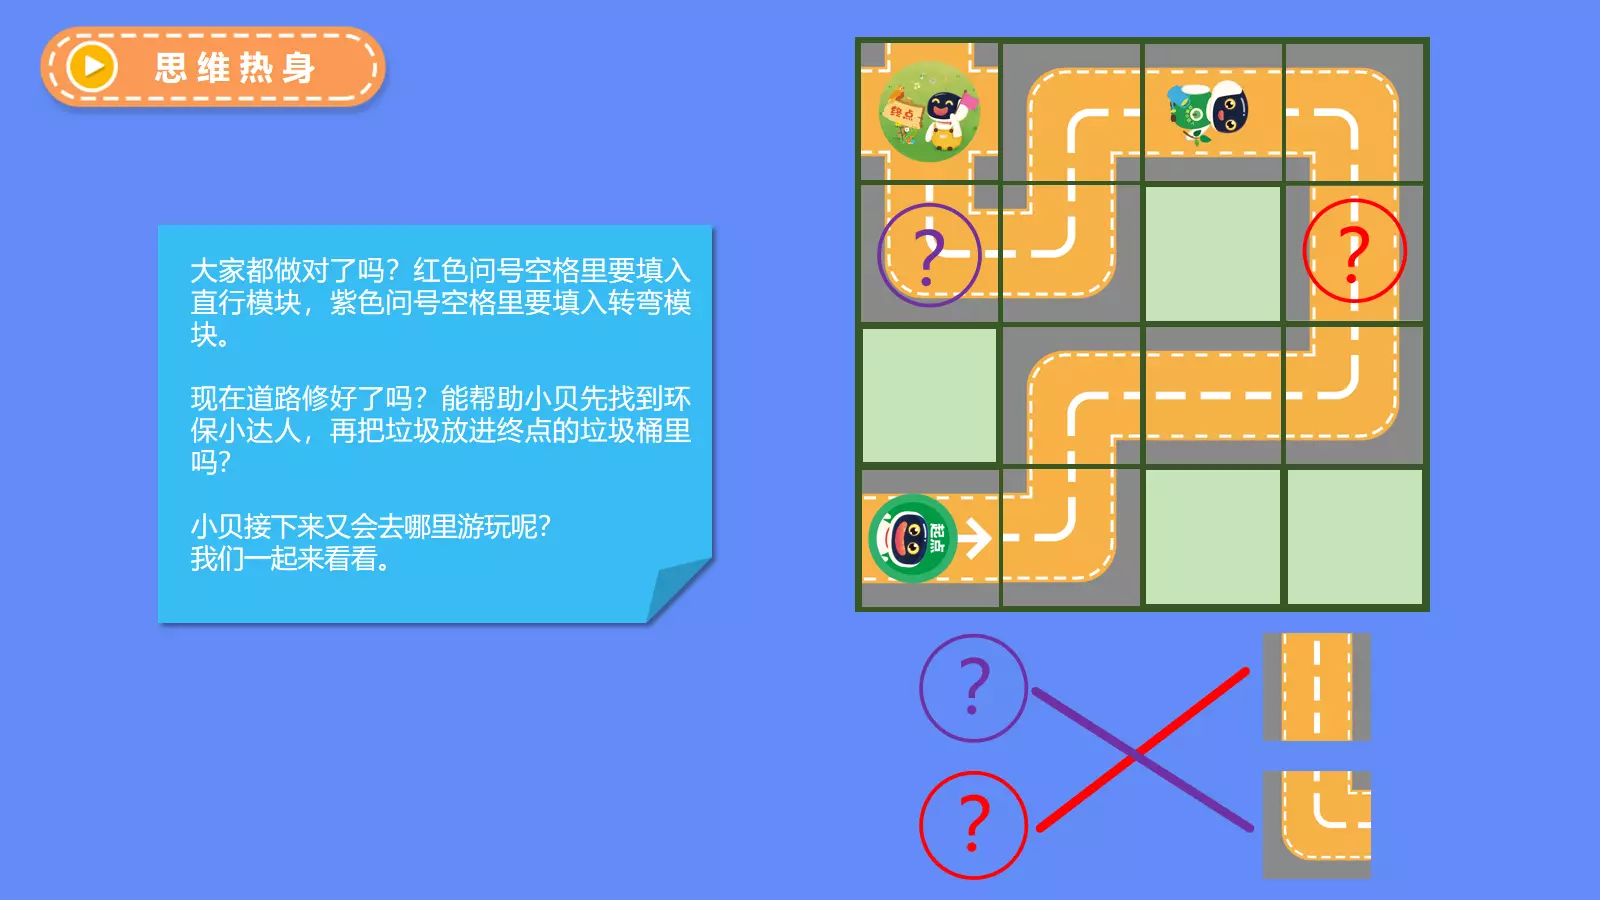 思维热身
大家都做对了吗？红色问号空格里要填入
直行模块，紫色问号空格里要填入转弯模
块。
现在道路修好了吗？能帮助小贝先找到环
保小达人，再把垃圾放进终点的垃圾桶里
吗？
小贝接下来又会去哪里游玩呢？
我们一起来看看。
终点
?
?
起点
?
?